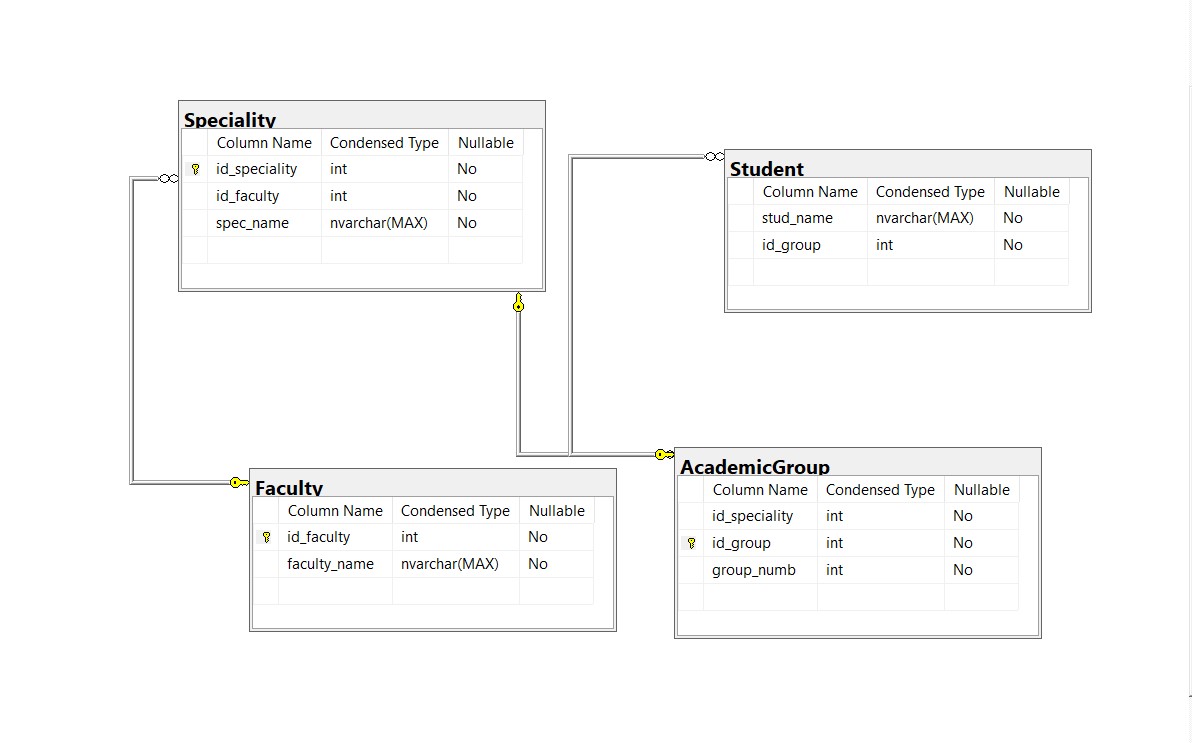 Speciality
Column Name Condensed Type Nullable
id_speciality int No
id_faculty int No
spec_name nvarchar(MAX) No
Student
Column Name Condensed Type Nullable
stud_name nvarchar(MAX) No
id_group int No
Faculty
Column Name Condensed Type Nullable
id_faculty int No
faculty_name nvarchar(MAX) No
AcademicGroup
Column Name Condensed Type Nullable
id_speciality int No
id_group int No
group_numb int No